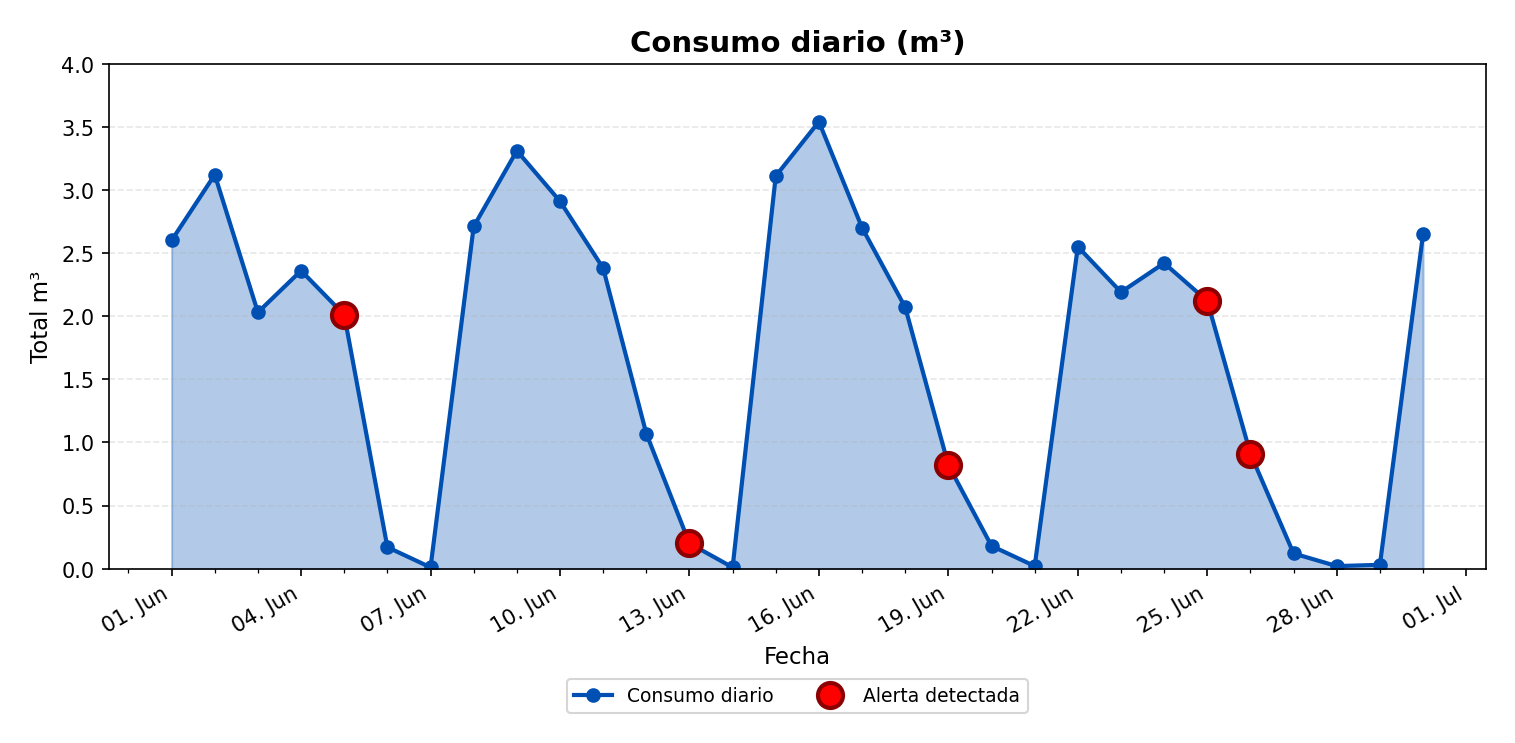 Consumo diario (m³)
4.0
3.5
3.0
2.5
2.0
1.5
1.0
0.5
0.0
Total m³
01. Jun
04. Jun
07. Jun
10. Jun
13. Jun
16. Jun
19. Jun
22. Jun
25. Jun
28. Jun
01. Jul
Fecha
Consumo diario
Alerta detectada